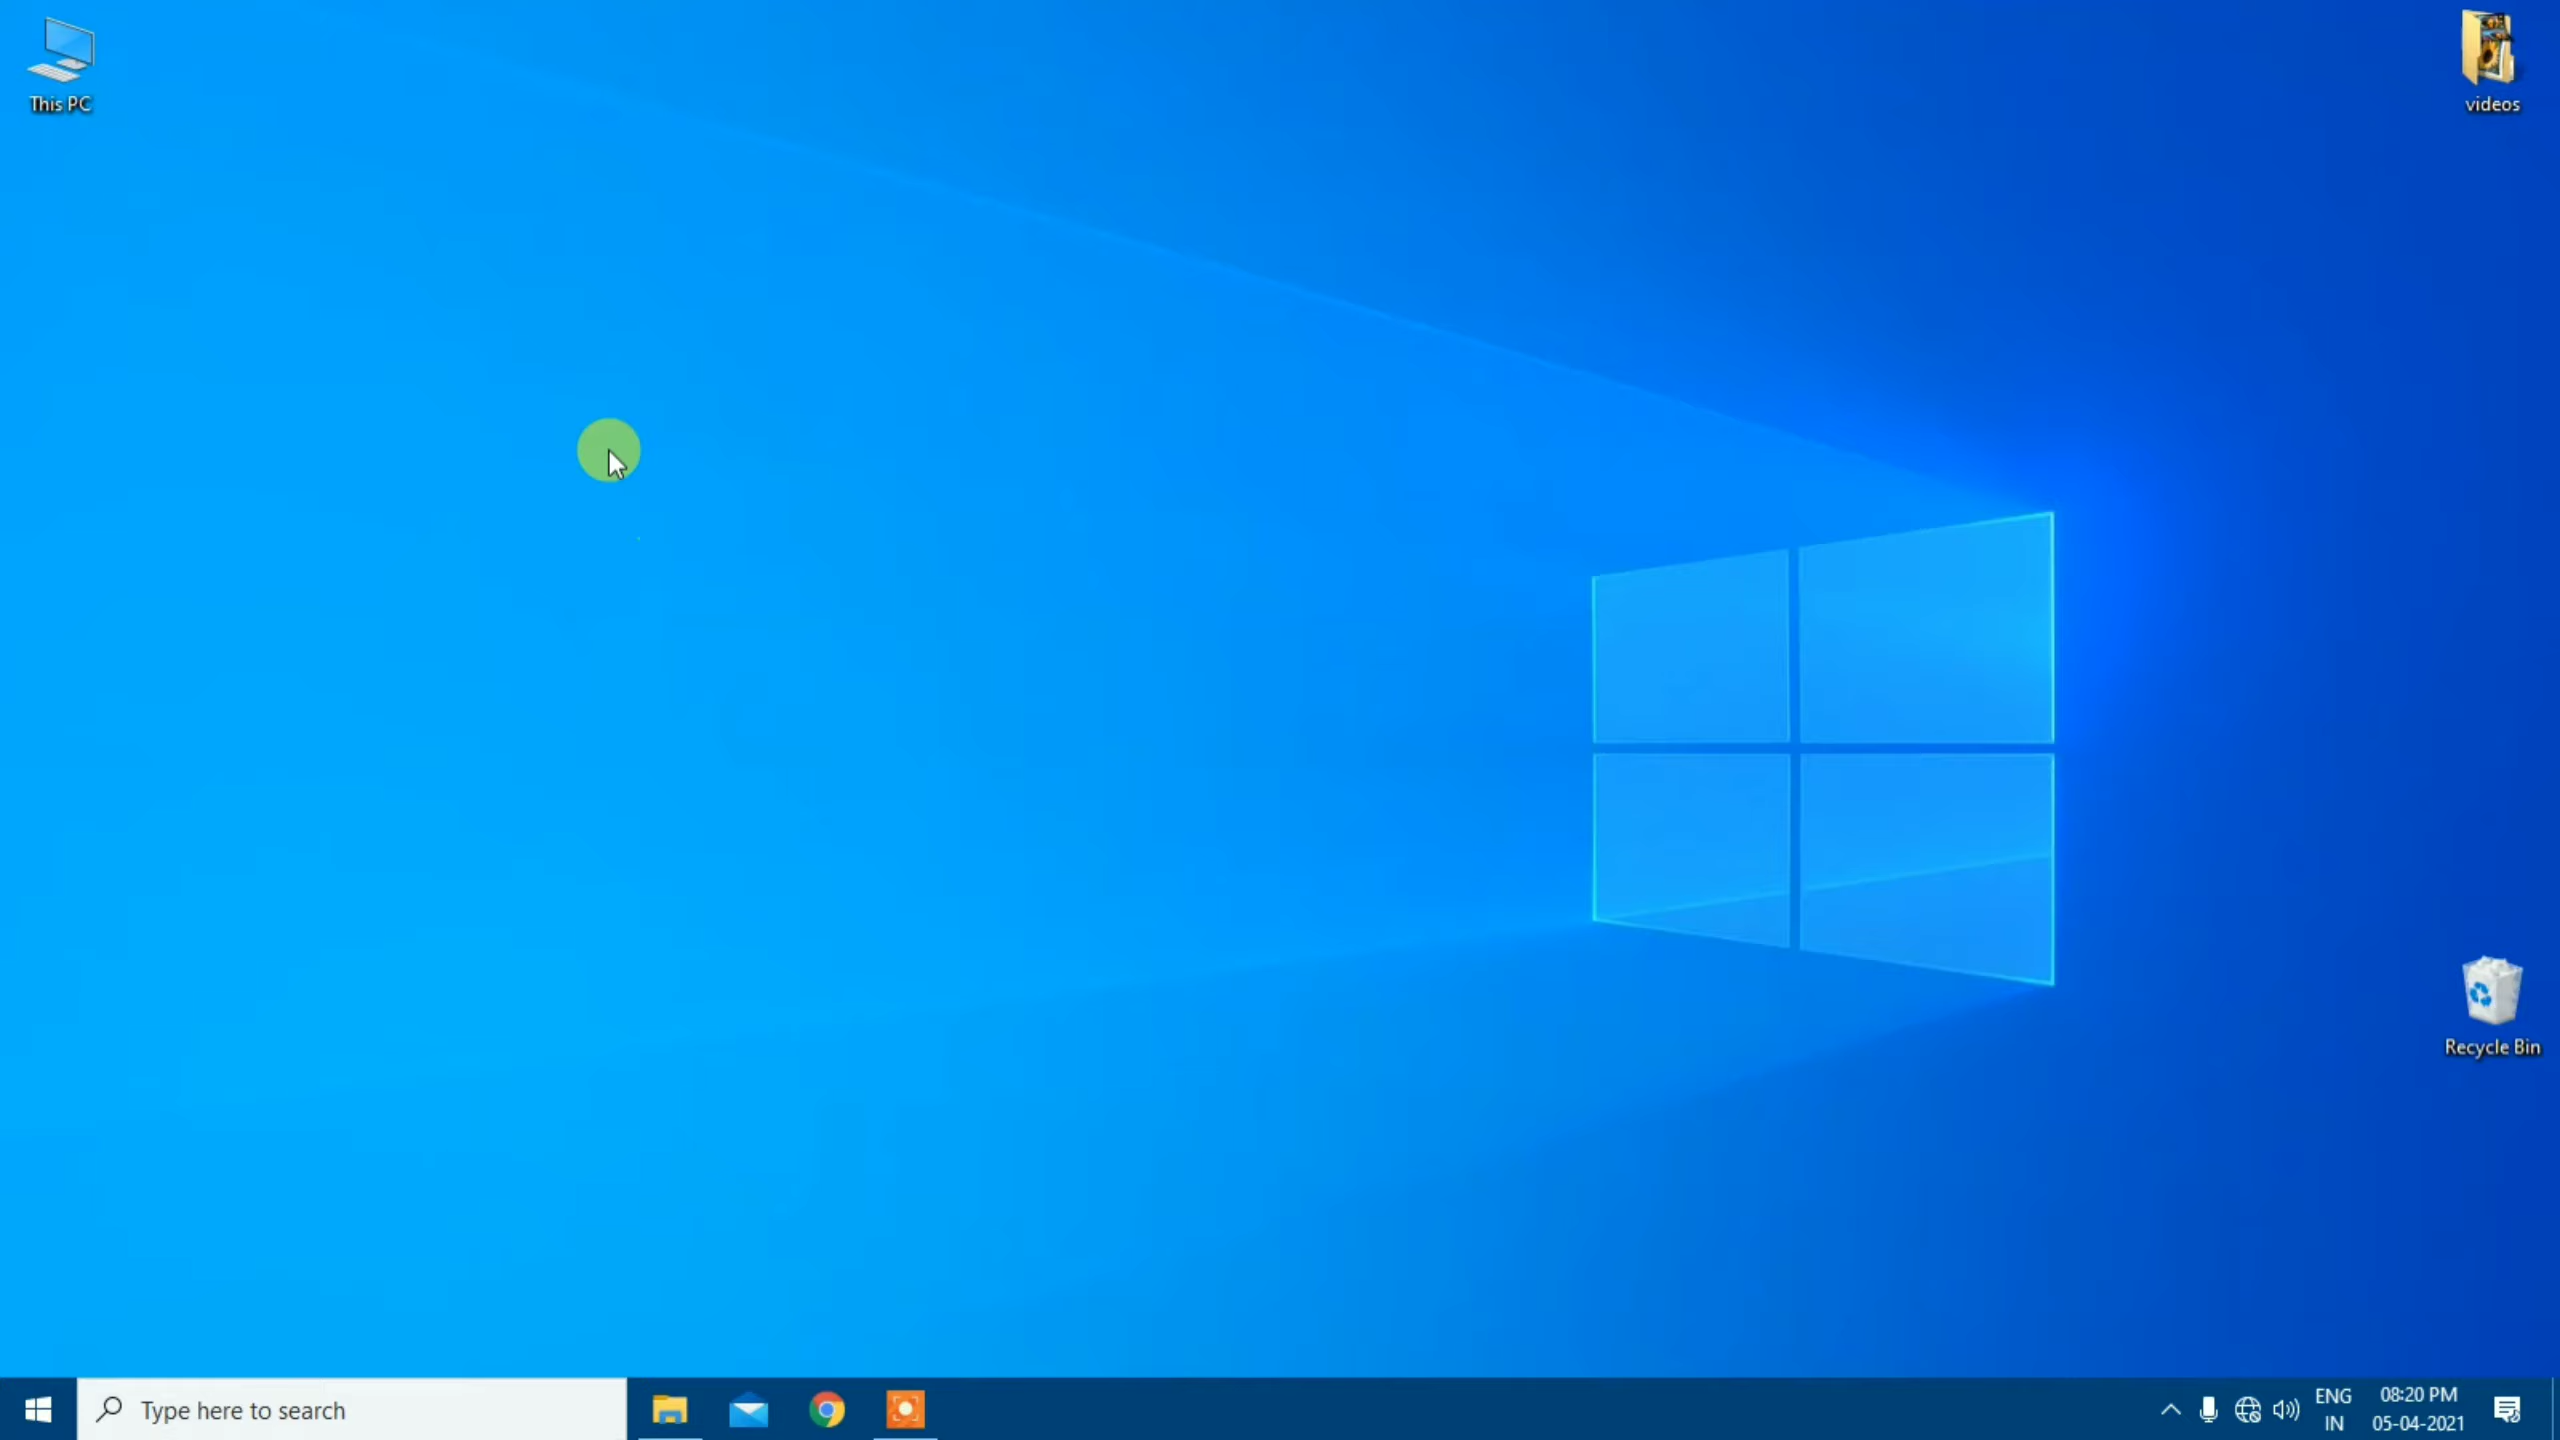 This PC
videos
Recycle Bin
Type here to search
ENG
IN
08:20 PM
05-04-2021